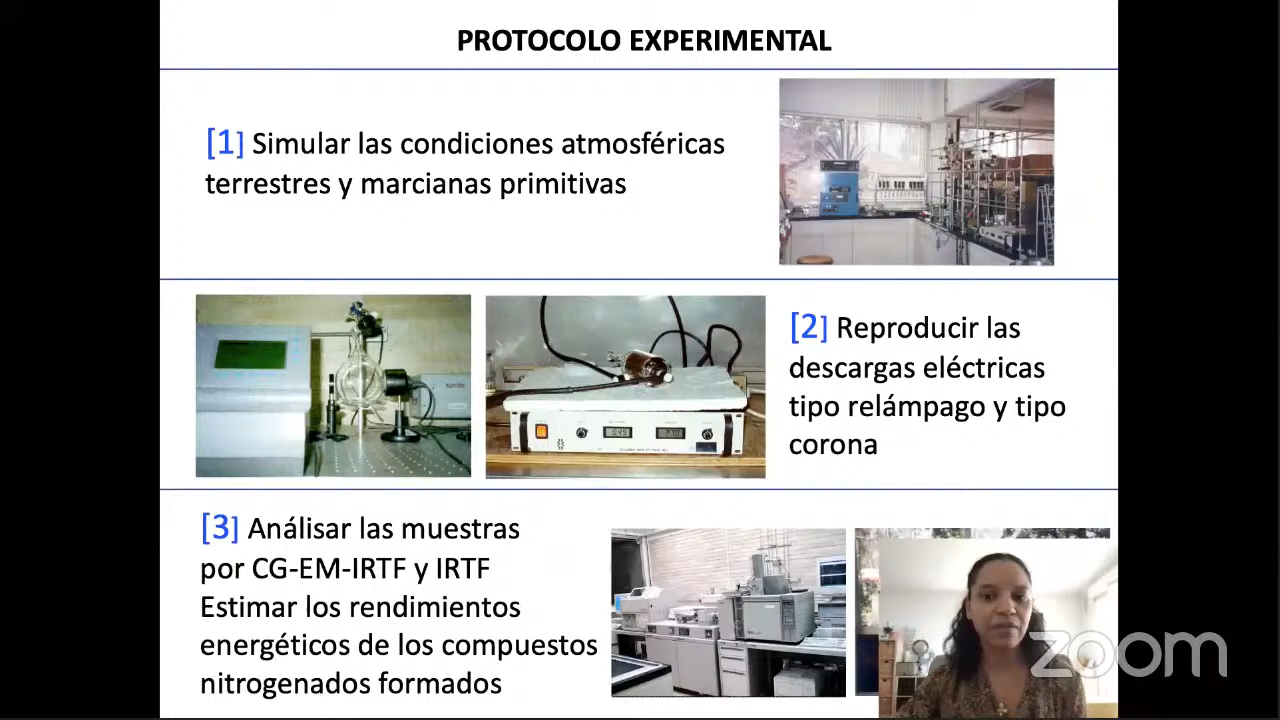 PROTOCOLO EXPERIMENTAL
[1] Simular las condiciones atmosféricas
terrestres y marcianas primitivas
[2] Reproducir las
descargas eléctricas
tipo relámpago y tipo
corona
[3] Análisar las muestras
por CG-EM-IRTF y IRTF
Estimar los rendimientos
energéticos de los compuestos
nitrogenados formados
zoom